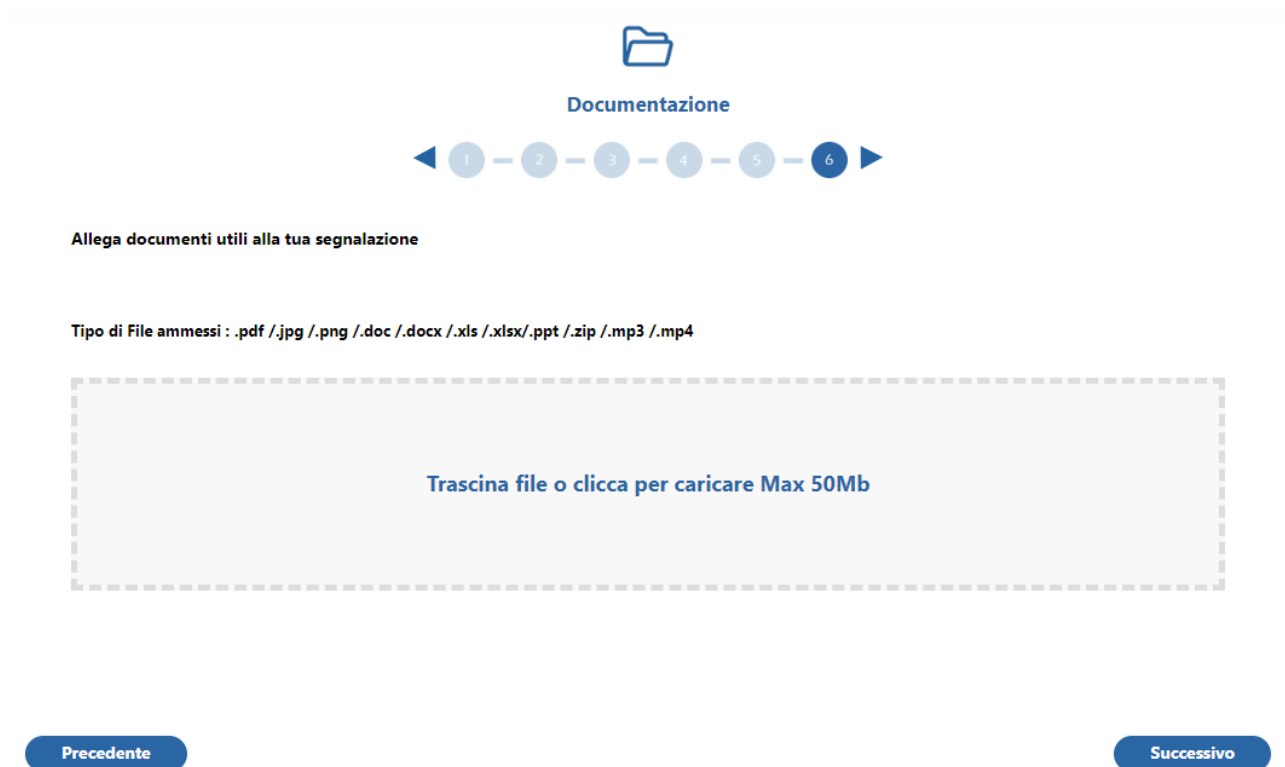 Documentazione
1 2 3 4 5 6
Allega documenti utili alla tua segnalazione
Tipo di File ammessi : .pdf /.jpg /.png /.doc /.docx /.xls /.xlsx/.ppt /.zip /.mp3 /.mp4
Trascina file o clicca per caricare Max 50Mb
Precedente
Successivo